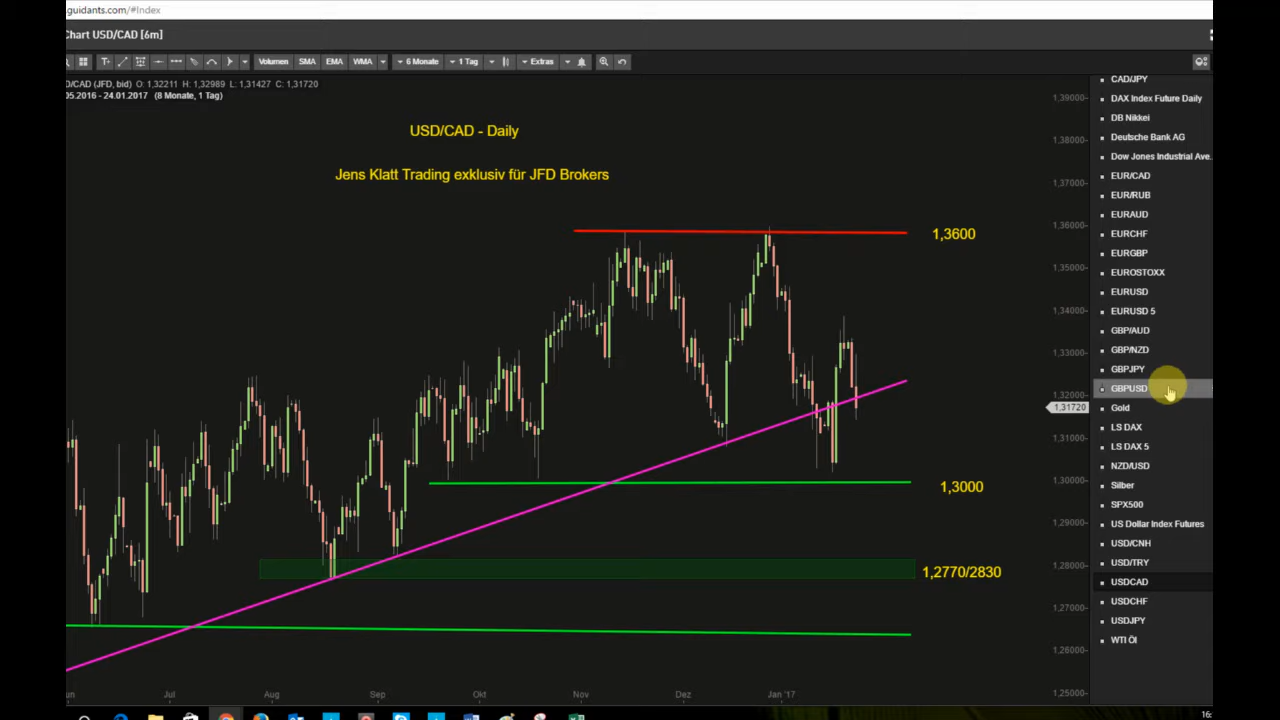 guidants.com/#Index
Chart USD/CAD [6m]
Volumen SMA EMA WMA 6 Monate 1 Tag Extras
D/CAD (JFD, bid) O: 1,32211 H: 1,32989 L: 1,31427 C: 1,31720
05.2016 - 24.01.2017 (8 Monate, 1 Tag)
USD/CAD - Daily
Jens Klatt Trading exklusiv für JFD Brokers
1,3600
1,3000
1,2770/2830
1,39000
1,38000
1,37000
1,36000
1,35000
1,34000
1,33000
1,32000
1,31720
1,31000
1,30000
1,29000
1,28000
1,27000
1,26000
1,25000
un Jul Aug Sep Okt Nov Dez Jan '17
CAD/JPY
DAX Index Future Daily
DB Nikkei
Deutsche Bank AG
Dow Jones Industrial Ave..
EUR/CAD
EUR/RUB
EURAUD
EURCHF
EURGBP
EUROSTOXX
EURUSD
EURUSD 5
GBP/AUD
GBP/NZD
GBPJPY
GBPUSD
Gold
LS DAX
LS DAX 5
NZD/USD
Silber
SPX500
US Dollar Index Futures
USD/CNH
USD/TRY
USDCAD
USDCHF
USDJPY
WTI Öl
16: